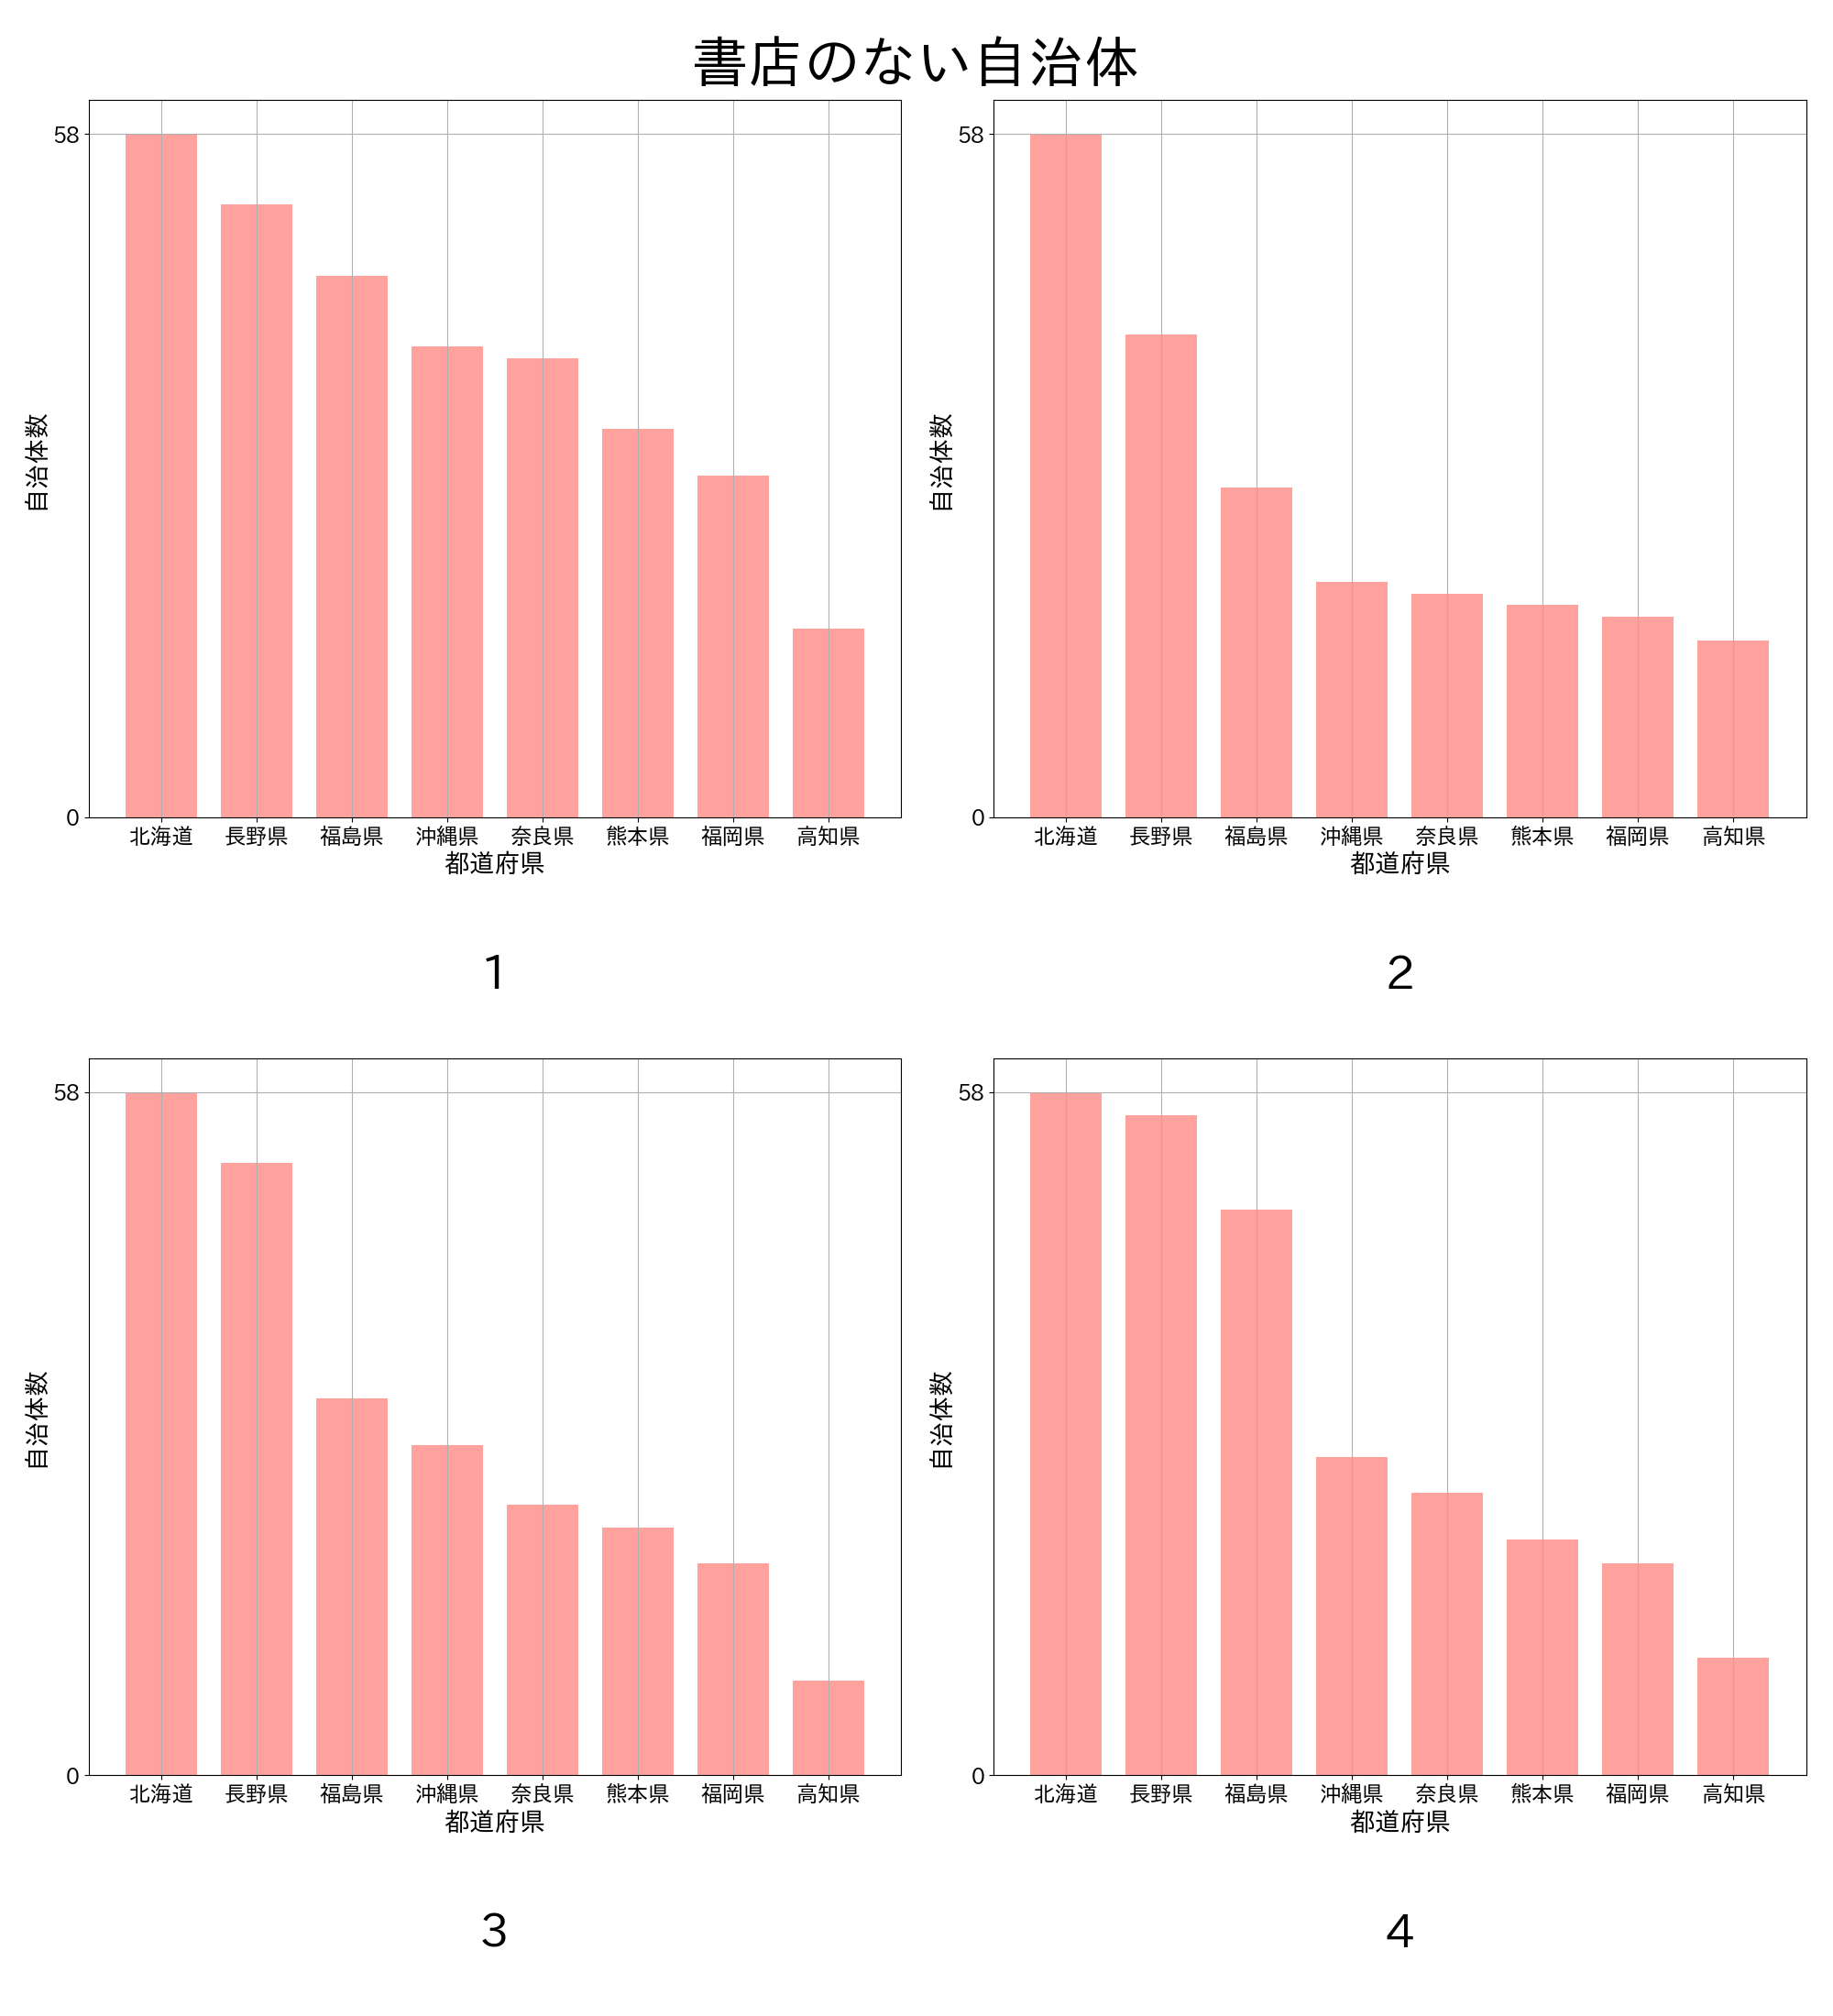 書店のない自治体
58
0
自治体数
北海道 長野県 福島県 沖縄県 奈良県 熊本県 福岡県 高知県
都道府県
1
58
0
自治体数
北海道 長野県 福島県 沖縄県 奈良県 熊本県 福岡県 高知県
都道府県
2
58
0
自治体数
北海道 長野県 福島県 沖縄県 奈良県 熊本県 福岡県 高知県
都道府県
3
58
0
自治体数
北海道 長野県 福島県 沖縄県 奈良県 熊本県 福岡県 高知県
都道府県
4